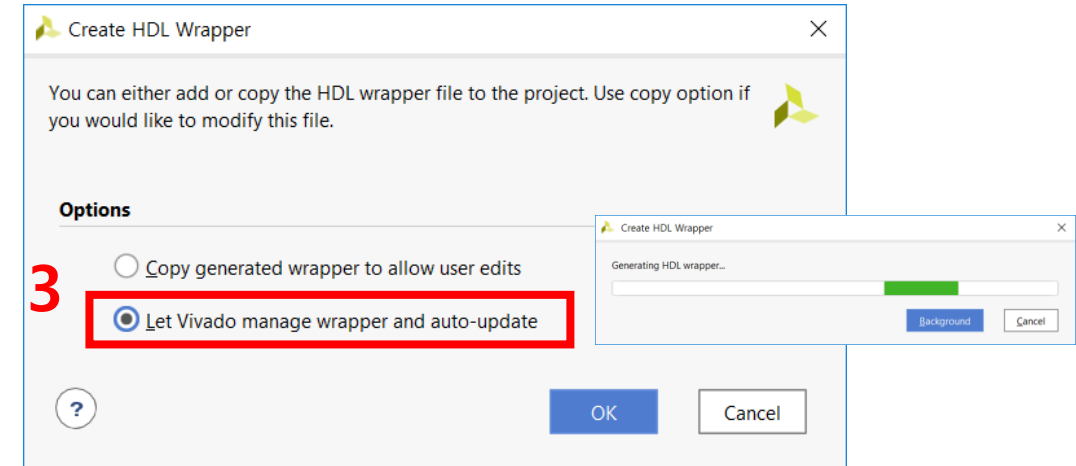 Create HDL Wrapper
You can either add or copy the HDL wrapper file to the project. Use copy option if
you would like to modify this file.
Options
3
Copy generated wrapper to allow user edits
Let Vivado manage wrapper and auto-update
?
OK
Cancel
Create HDL Wrapper
Generating HDL wrapper...
Background
Cancel